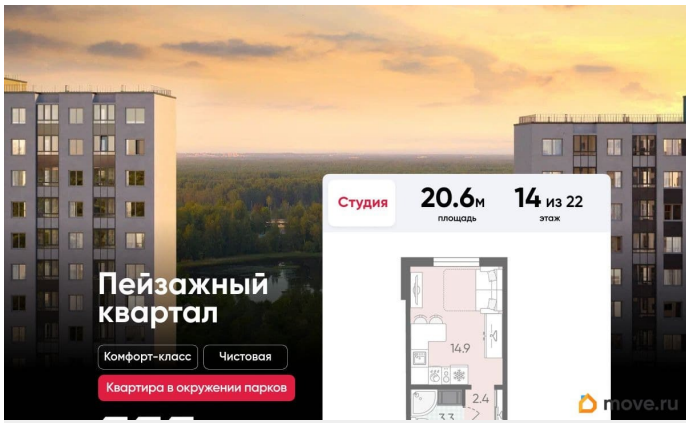 Студия
20.6м
площадь
14 из 22
этаж
Пейзажный
квартал
Комфорт-класс
Чистовая
Квартира в окружении парков
14.9
2.4
3.3
move.ru